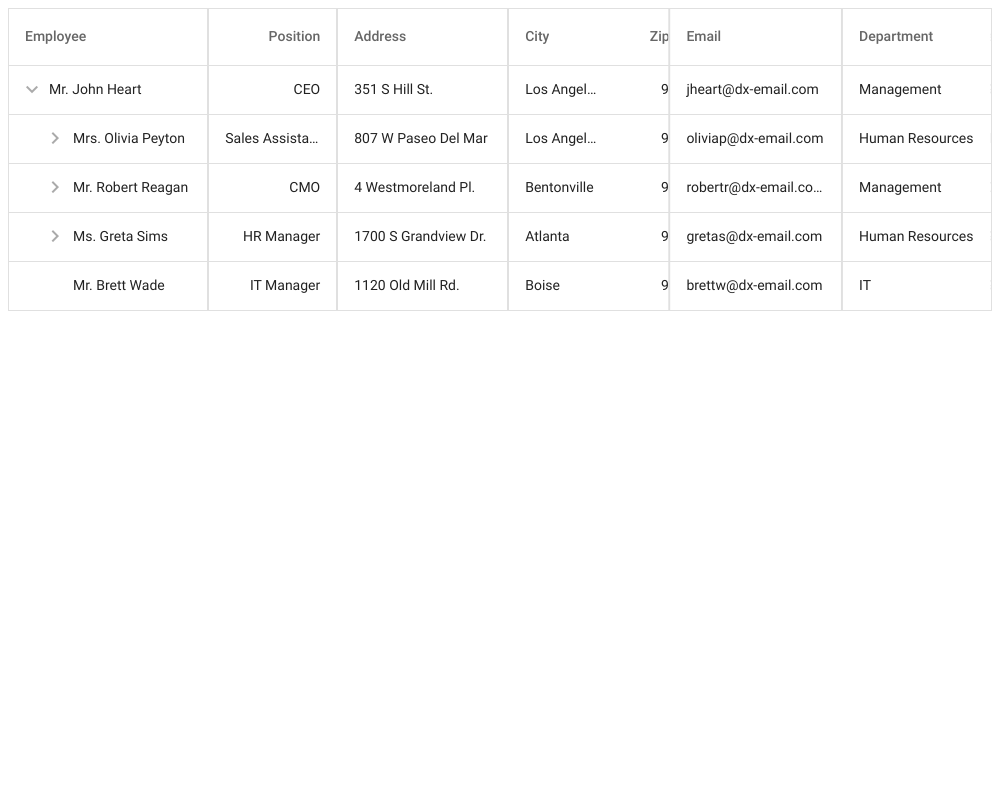 Employee Position Address City Zip Email Department
Mr. John Heart CEO 351 S Hill St. Los Angel... 9 jheart@dx-email.com Management
Mrs. Olivia Peyton Sales Assista... 807 W Paseo Del Mar Los Angel... 9 oliviap@dx-email.com Human Resources
Mr. Robert Reagan CMO 4 Westmoreland Pl. Bentonville 9 robertr@dx-email.co... Management
Ms. Greta Sims HR Manager 1700 S Grandview Dr. Atlanta 9 gretas@dx-email.com Human Resources
Mr. Brett Wade IT Manager 1120 Old Mill Rd. Boise 9 brettw@dx-email.com IT